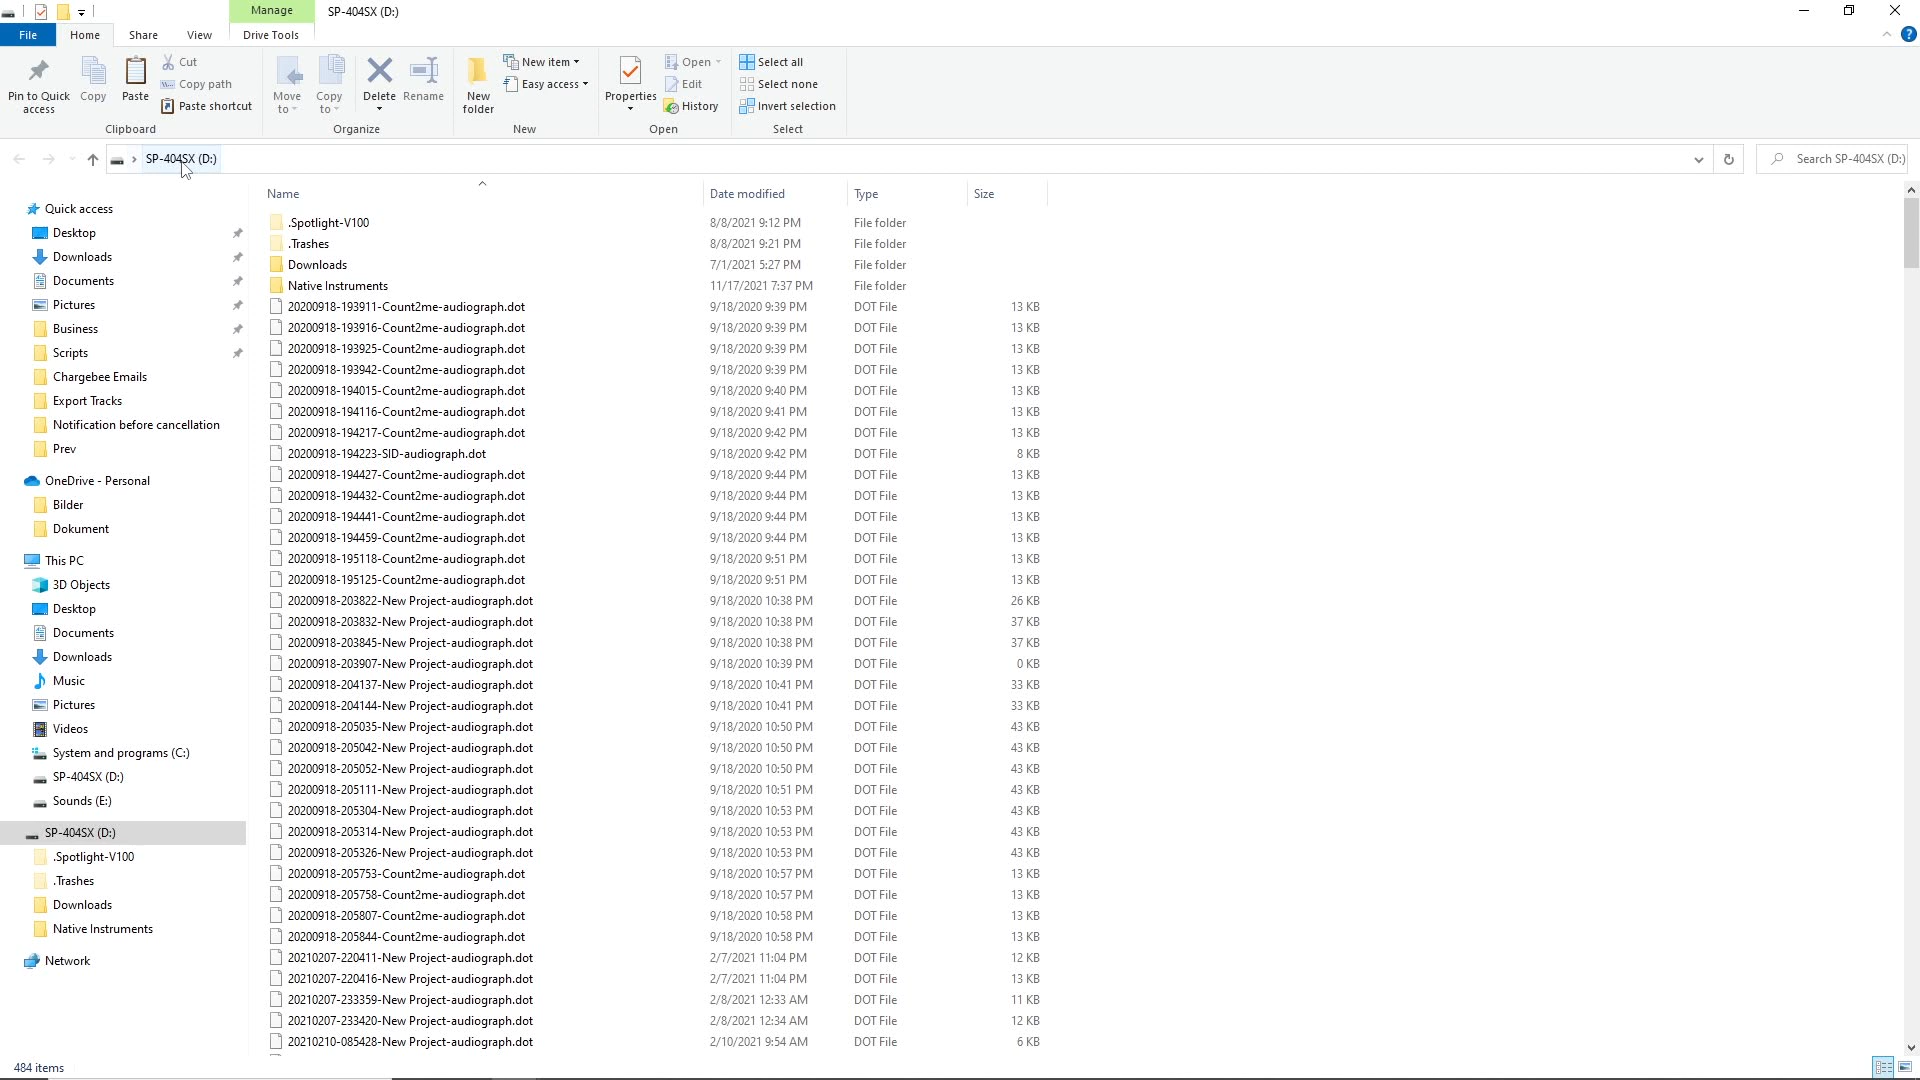 Manage
SP-404SX (D:)
File
Home
Share
View
Drive Tools
Pin to Quick access
Copy
Paste
Cut
Copy path
Paste shortcut
Clipboard
Move to
Copy to
Delete
Rename
Organize
New folder
New item
Easy access
New
Properties
Open
Edit
History
Open
Select all
Select none
Invert selection
Select
SP-404SX (D:)
Search SP-404SX (D:)
Quick access
Desktop
Downloads
Documents
Pictures
Business
Scripts
Chargebee Emails
Export Tracks
Notification before cancellation
Prev
OneDrive - Personal
Bilder
Dokument
This PC
3D Objects
Desktop
Documents
Downloads
Music
Pictures
Videos
System and programs (C:)
SP-404SX (D:)
Sounds (E:)
SP-404SX (D:)
.Spotlight-V100
.Trashes
Downloads
Native Instruments
Network
Name Date modified Type Size
.Spotlight-V100 8/8/2021 9:12 PM File folder
.Trashes 8/8/2021 9:21 PM File folder
Downloads 7/1/2021 5:27 PM File folder
Native Instruments 11/17/2021 7:37 PM File folder
20200918-193911-Count2me-audiograph.dot 9/18/2020 9:39 PM DOT File 13 KB
20200918-193916-Count2me-audiograph.dot 9/18/2020 9:39 PM DOT File 13 KB
20200918-193925-Count2me-audiograph.dot 9/18/2020 9:39 PM DOT File 13 KB
20200918-193942-Count2me-audiograph.dot 9/18/2020 9:39 PM DOT File 13 KB
20200918-194015-Count2me-audiograph.dot 9/18/2020 9:40 PM DOT File 13 KB
20200918-194116-Count2me-audiograph.dot 9/18/2020 9:41 PM DOT File 13 KB
20200918-194217-Count2me-audiograph.dot 9/18/2020 9:42 PM DOT File 13 KB
20200918-194223-SID-audiograph.dot 9/18/2020 9:42 PM DOT File 8 KB
20200918-194427-Count2me-audiograph.dot 9/18/2020 9:44 PM DOT File 13 KB
20200918-194432-Count2me-audiograph.dot 9/18/2020 9:44 PM DOT File 13 KB
20200918-194441-Count2me-audiograph.dot 9/18/2020 9:44 PM DOT File 13 KB
20200918-194459-Count2me-audiograph.dot 9/18/2020 9:44 PM DOT File 13 KB
20200918-195118-Count2me-audiograph.dot 9/18/2020 9:51 PM DOT File 13 KB
20200918-195125-Count2me-audiograph.dot 9/18/2020 9:51 PM DOT File 13 KB
20200918-203822-New Project-audiograph.dot 9/18/2020 10:38 PM DOT File 26 KB
20200918-203832-New Project-audiograph.dot 9/18/2020 10:38 PM DOT File 37 KB
20200918-203845-New Project-audiograph.dot 9/18/2020 10:38 PM DOT File 37 KB
20200918-203907-New Project-audiograph.dot 9/18/2020 10:39 PM DOT File 0 KB
20200918-204137-New Project-audiograph.dot 9/18/2020 10:41 PM DOT File 33 KB
20200918-204144-New Project-audiograph.dot 9/18/2020 10:41 PM DOT File 33 KB
20200918-205035-New Project-audiograph.dot 9/18/2020 10:50 PM DOT File 43 KB
20200918-205042-New Project-audiograph.dot 9/18/2020 10:50 PM DOT File 43 KB
20200918-205052-New Project-audiograph.dot 9/18/2020 10:50 PM DOT File 43 KB
20200918-205111-New Project-audiograph.dot 9/18/2020 10:51 PM DOT File 43 KB
20200918-205304-New Project-audiograph.dot 9/18/2020 10:53 PM DOT File 43 KB
20200918-205314-New Project-audiograph.dot 9/18/2020 10:53 PM DOT File 43 KB
20200918-205326-New Project-audiograph.dot 9/18/2020 10:53 PM DOT File 43 KB
20200918-205753-Count2me-audiograph.dot 9/18/2020 10:57 PM DOT File 13 KB
20200918-205758-Count2me-audiograph.dot 9/18/2020 10:57 PM DOT File 13 KB
20200918-205807-Count2me-audiograph.dot 9/18/2020 10:58 PM DOT File 13 KB
20200918-205844-Count2me-audiograph.dot 9/18/2020 10:58 PM DOT File 13 KB
20210207-220411-New Project-audiograph.dot 2/7/2021 11:04 PM DOT File 12 KB
20210207-220416-New Project-audiograph.dot 2/7/2021 11:04 PM DOT File 13 KB
20210207-233359-New Project-audiograph.dot 2/8/2021 12:33 AM DOT File 11 KB
20210207-233420-New Project-audiograph.dot 2/8/2021 12:34 AM DOT File 12 KB
20210210-085428-New Project-audiograph.dot 2/10/2021 9:54 AM DOT File 6 KB
484 items